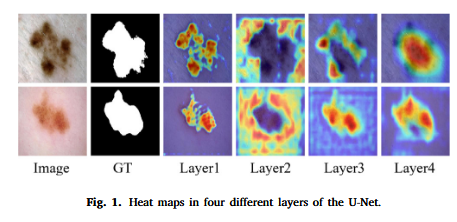 Image GT Layer1 Layer2 Layer3 Layer4
Fig. 1. Heat maps in four different layers of the U-Net.